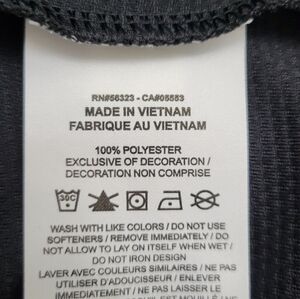 RN#56323 - CA#05553
MADE IN VIETNAM
FABRIQUE AU VIETNAM
100% POLYESTER
EXCLUSIVE OF DECORATION /
DECORATION NON COMPRISE
30C
WASH WITH LIKE COLORS / DO NOT USE
SOFTENERS / REMOVE IMMEDIATELY / DO
NOT ALLOW TO LAY ON ITSELF WHEN WET /
DO NOT IRON DESIGN
LAVER AVEC COULEURS SIMILAIRES / NE PAS
UTILISER D'ADOUCISSEUR / ENLEVER
IMMÉDIATEMENT / NE PAS LAISSER LE